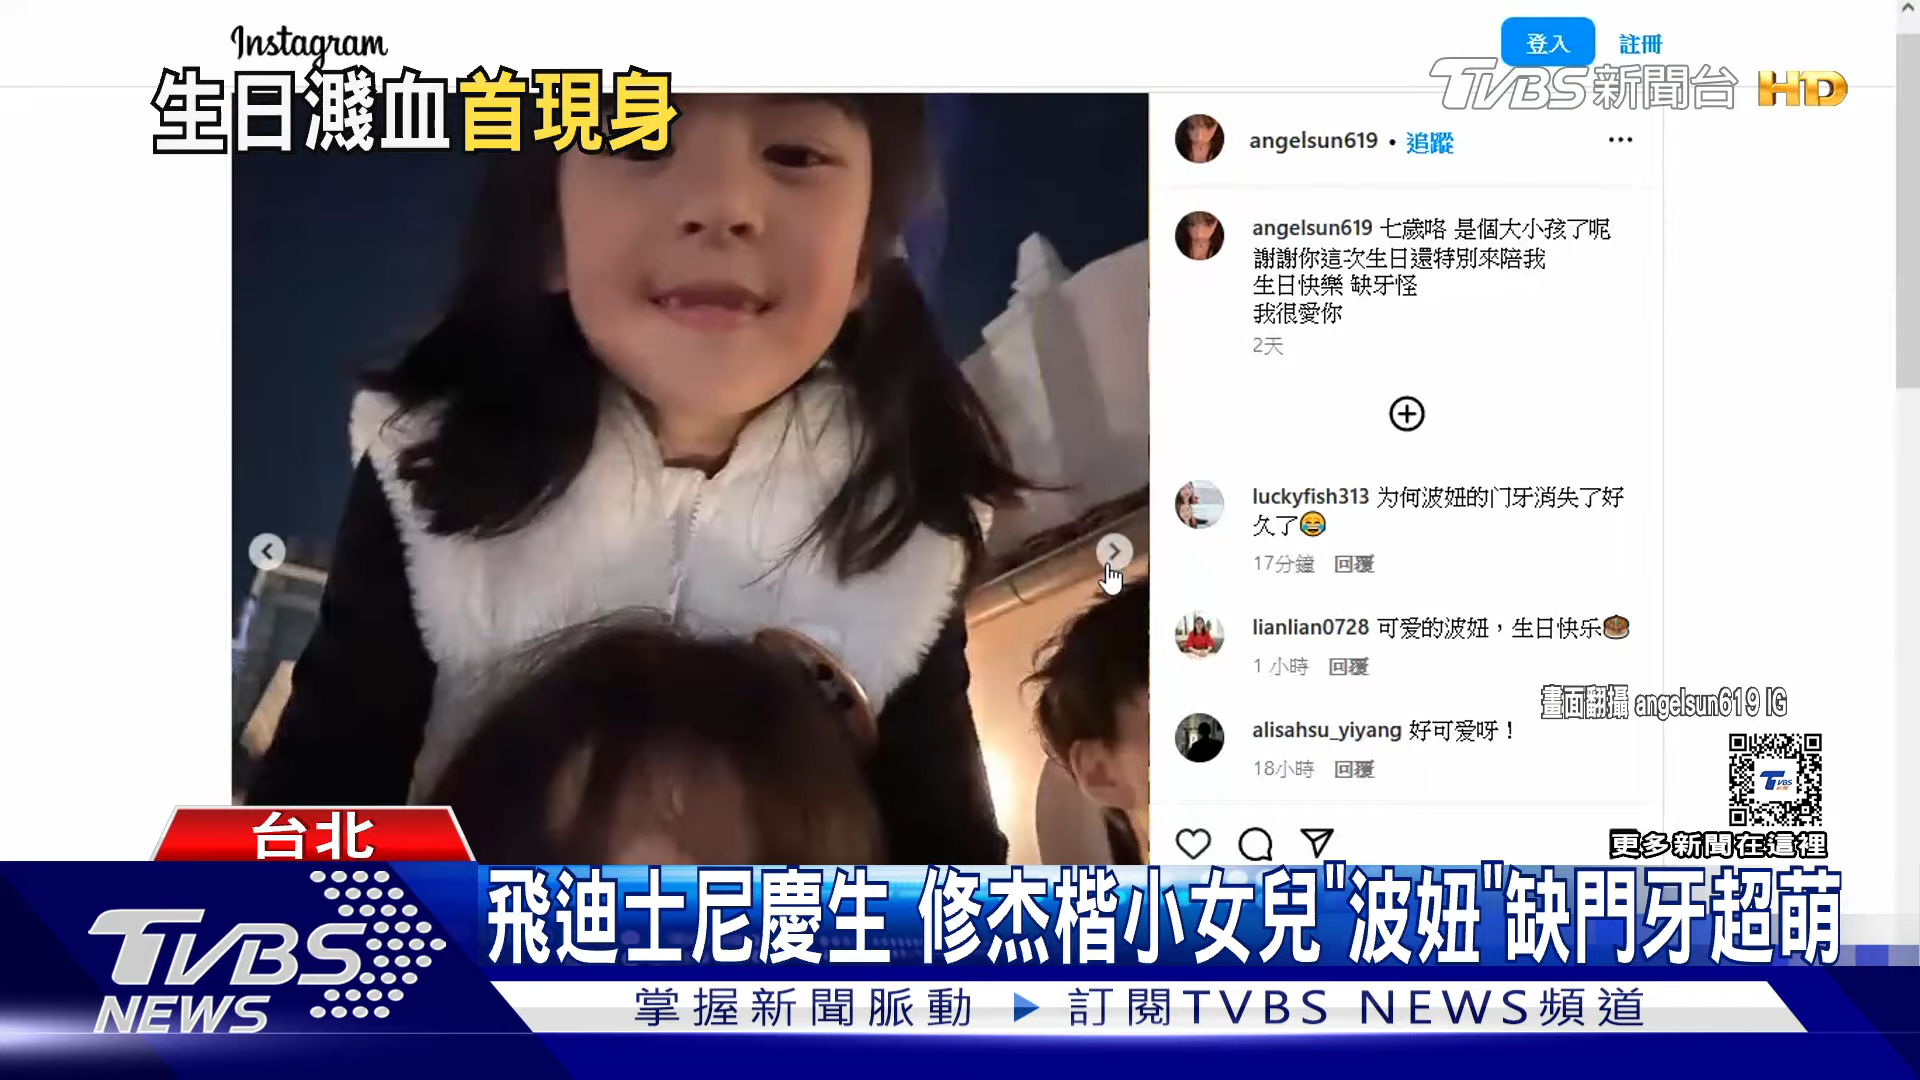 Instagram
登入
註冊
生日濺血首現身
TVBS新聞台 HD
angelsun619 • 追蹤
angelsun619 七歲咯 是個大小孩了呢
謝謝你這次生日還特別來陪我
生日快樂 缺牙怪
我很愛你
2天
luckyfish313 为何波妞的门牙消失了好
久了😂
17分鐘 回覆
lianlian0728 可爱的波妞，生日快乐🎂
1 小時 回覆
alisahsu_yiyang 好可爱呀！
18小時 回覆
畫面翻攝 angelsun619 IG
TVBS
更多新聞在這裡
台北
飛迪士尼慶生 修杰楷小女兒"波妞"缺門牙超萌
TVBS
NEWS
掌握新聞脈動 ▶ 訂閱TVBS NEWS頻道